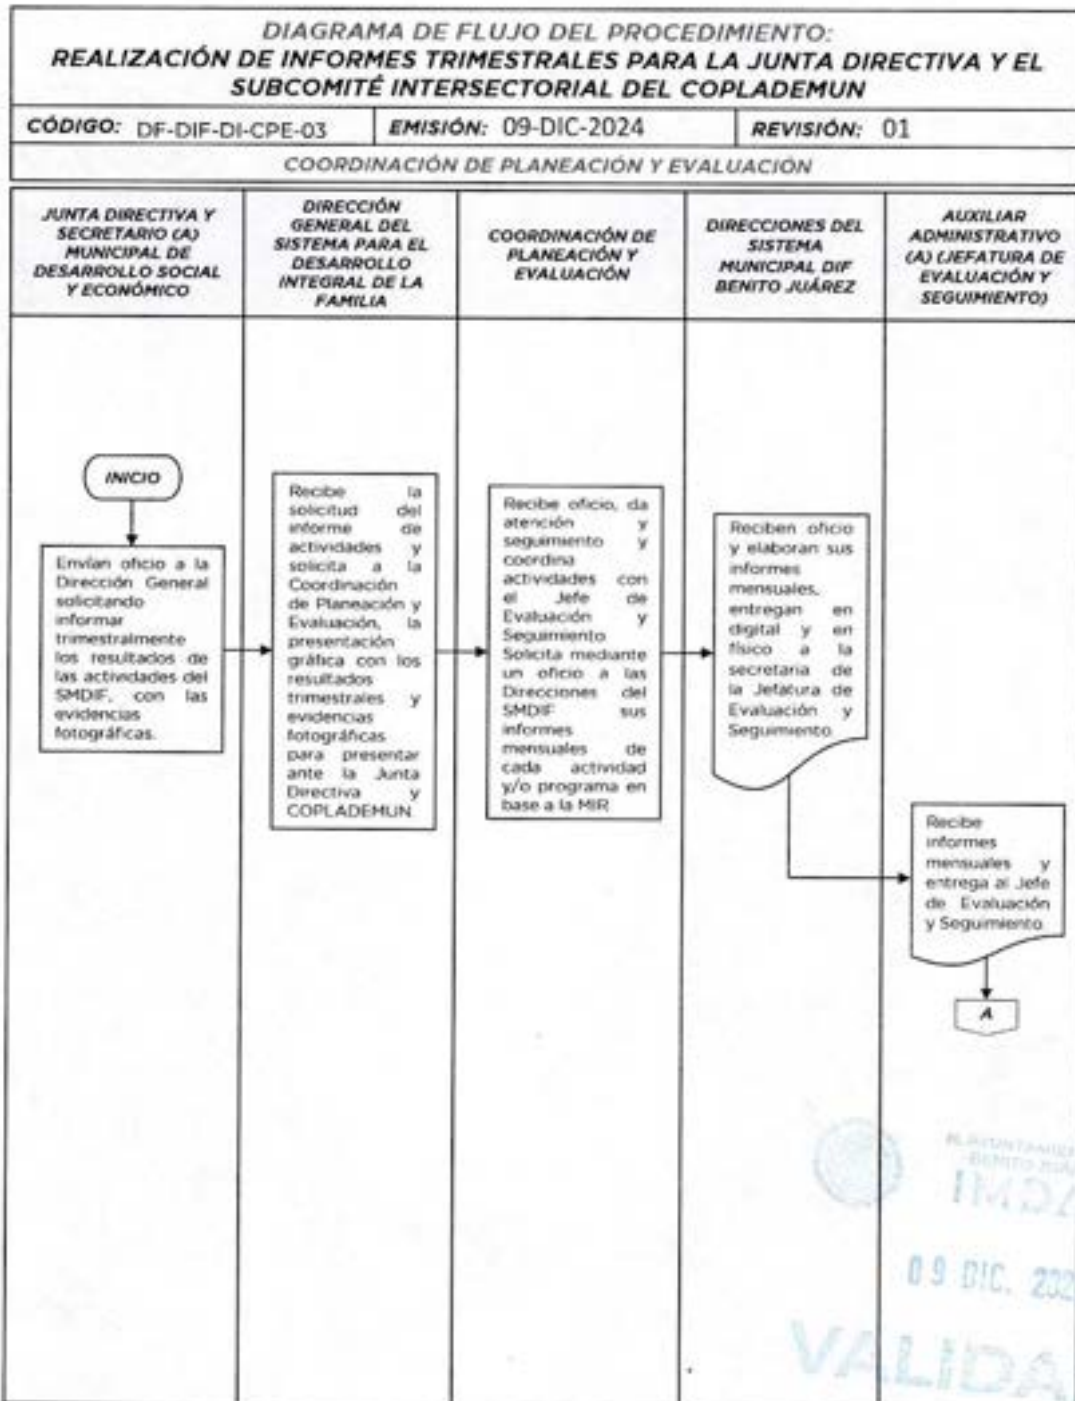 DIAGRAMA DE FLUJO DEL PROCEDIMIENTO:
REALIZACIÓN DE INFORMES TRIMESTRALES PARA LA JUNTA DIRECTIVA Y EL
SUBCOMITÉ INTERSECTORIAL DEL COPLADEMUN
CÓDIGO: DF-DIF-DI-CPE-03 EMISIÓN: 09-DIC-2024 REVISIÓN: 01
COORDINACIÓN DE PLANEACIÓN Y EVALUACIÓN
JUNTA DIRECTIVA Y
SECRETARIO (A)
MUNICIPAL DE
DESARROLLO SOCIAL
Y ECONÓMICO
DIRECCIÓN
GENERAL DEL
SISTEMA PARA EL
DESARROLLO
INTEGRAL DE LA
FAMILIA
COORDINACIÓN DE
PLANEACIÓN Y
EVALUACIÓN
DIRECCIONES DEL
SISTEMA
MUNICIPAL DIF
BENITO JUÁREZ
AUXILIAR
ADMINISTRATIVO
(A) (JEFATURA DE
EVALUACIÓN Y
SEGUIMIENTO)
INICIO
Envían oficio a la
Dirección General
solicitando
informar
trimestralmente
los resultados de
las actividades del
SMDIF, con las
evidencias
fotográficas.
Recibe la
solicitud del
informe de
actividades y
solicita a la
Coordinación
de Planeación y
Evaluación, la
presentación
gráfica con los
resultados
trimestrales y
evidencias
fotográficas
para presentar
ante la Junta
Directiva y
COPLADEMUN.
Recibe oficio, da
atención y
seguimiento y
coordina
actividades con
el Jefe de
Evaluación y
Seguimiento
Solicita mediante
un oficio a las
Direcciones del
SMDIF sus
informes
mensuales de
cada actividad
y/o programa en
base a la MIR
Reciben oficio
y elaboran sus
informes
mensuales,
entregan en
digital y en
físico a la
secretaria de
la Jefatura de
Evaluación y
Seguimiento
Recibe
informes
mensuales y
entrega al Jefe
de Evaluación
y Seguimiento
A
09 DIC. 202
VALIDA